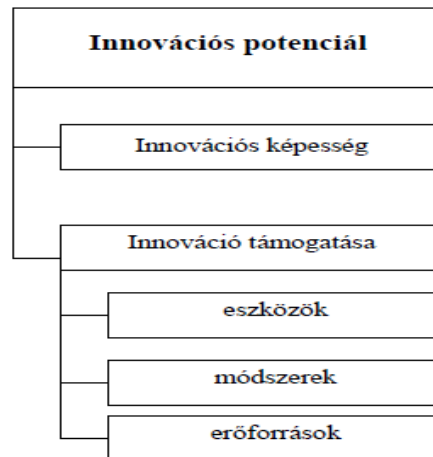 Innovációs potenciál
Innovációs képesség
Innováció támogatása
eszközök
módszerek
erőforrások